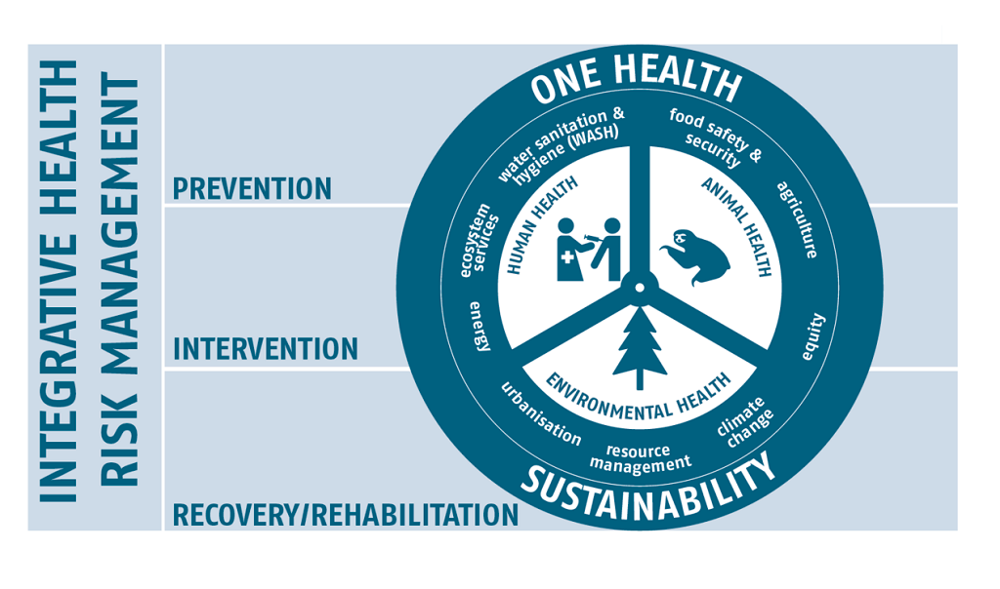 INTEGRATIVE HEALTH
RISK MANAGEMENT
PREVENTION
INTERVENTION
RECOVERY/REHABILITATION
ONE HEALTH
water sanitation &
hygiene (WASH)
food safety &
security
agriculture
equity
climate
change
resource
management
urbanisation
energy
ecosystem
services
HUMAN HEALTH
ANIMAL HEALTH
ENVIRONMENTAL HEALTH
SUSTAINABILITY